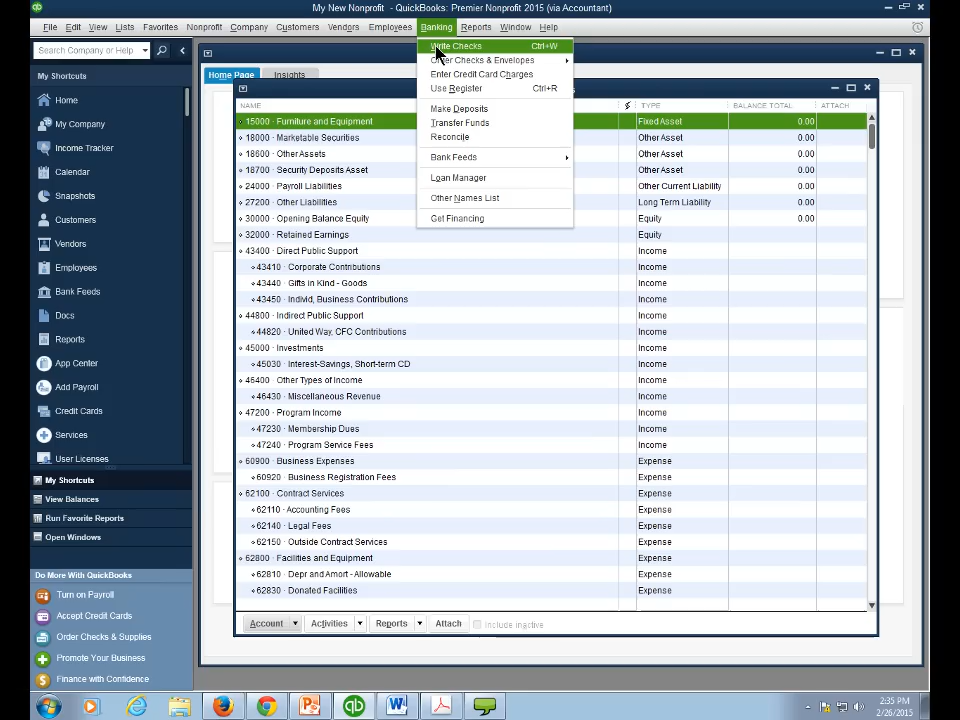 My New Nonprofit - QuickBooks: Premier Nonprofit 2015 (via Accountant)
File Edit View Lists Favorites Nonprofit Company Customers Vendors Employees Banking Reports Window Help
Search Company or Help
My Shortcuts
Home
My Company
Income Tracker
Calendar
Snapshots
Customers
Vendors
Employees
Bank Feeds
Docs
Reports
App Center
Add Payroll
Credit Cards
Services
User Licenses
My Shortcuts
View Balances
Run Favorite Reports
Open Windows
Do More With QuickBooks
Turn on Payroll
Accept Credit Cards
Order Checks & Supplies
Promote Your Business
Finance with Confidence
Home Page Insights
Write Checks Ctrl+W
Order Checks & Envelopes
Enter Credit Card Charges
Use Register Ctrl+R
Make Deposits
Transfer Funds
Reconcile
Bank Feeds
Loan Manager
Other Names List
Get Financing
NAME TYPE BALANCE TOTAL ATTACH
15000 · Furniture and Equipment Fixed Asset 0.00
18000 · Marketable Securities Other Asset 0.00
18600 · Other Assets Other Asset 0.00
18700 · Security Deposits Asset Other Asset 0.00
24000 · Payroll Liabilities Other Current Liability 0.00
27200 · Other Liabilities Long Term Liability 0.00
30000 · Opening Balance Equity Equity 0.00
32000 · Retained Earnings Equity
43400 · Direct Public Support Income
43410 · Corporate Contributions Income
43440 · Gifts in Kind - Goods Income
43450 · Individ, Business Contributions Income
44800 · Indirect Public Support Income
44820 · United Way, CFC Contributions Income
45000 · Investments Income
45030 · Interest-Savings, Short-term CD Income
46400 · Other Types of Income Income
46430 · Miscellaneous Revenue Income
47200 · Program Income Income
47230 · Membership Dues Income
47240 · Program Service Fees Income
60900 · Business Expenses Expense
60920 · Business Registration Fees Expense
62100 · Contract Services Expense
62110 · Accounting Fees Expense
62140 · Legal Fees Expense
62150 · Outside Contract Services Expense
62800 · Facilities and Equipment Expense
62810 · Depr and Amort - Allowable Expense
62830 · Donated Facilities Expense
Account Activities Reports Attach Include inactive
2:35 PM
2/26/2015